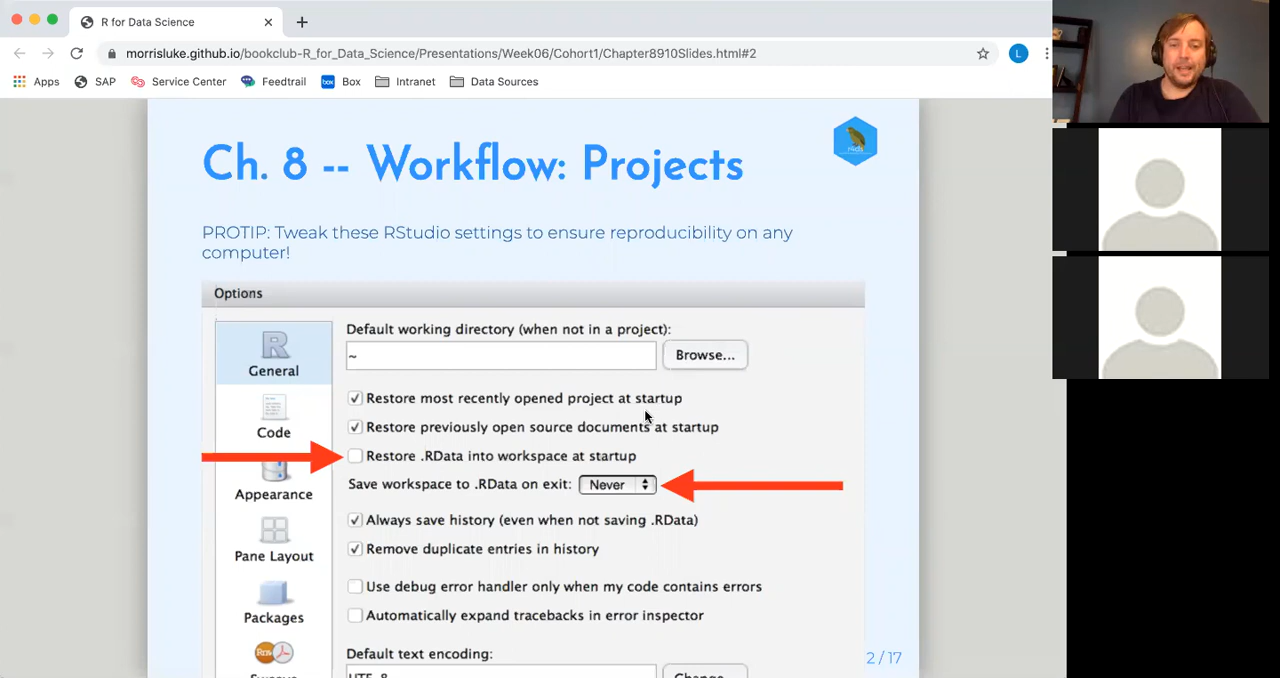 R for Data Science
morrisluke.github.io/bookclub-R_for_Data_Science/Presentations/Week06/Cohort1/Chapter8910Slides.html#2
L
Apps
SAP
Service Center
Feedtrail
box
Box
Intranet
Data Sources
Ch. 8 -- Workflow: Projects
r4ds
PROTIP: Tweak these RStudio settings to ensure reproducibility on any
computer!
Options
R
General
Code
Appearance
Pane Layout
Packages
Default working directory (when not in a project):
~
Browse...
Restore most recently opened project at startup
Restore previously open source documents at startup
Restore .RData into workspace at startup
Save workspace to .RData on exit: Never
Always save history (even when not saving .RData)
Remove duplicate entries in history
Use debug error handler only when my code contains errors
Automatically expand tracebacks in error inspector
Default text encoding:
2 / 17